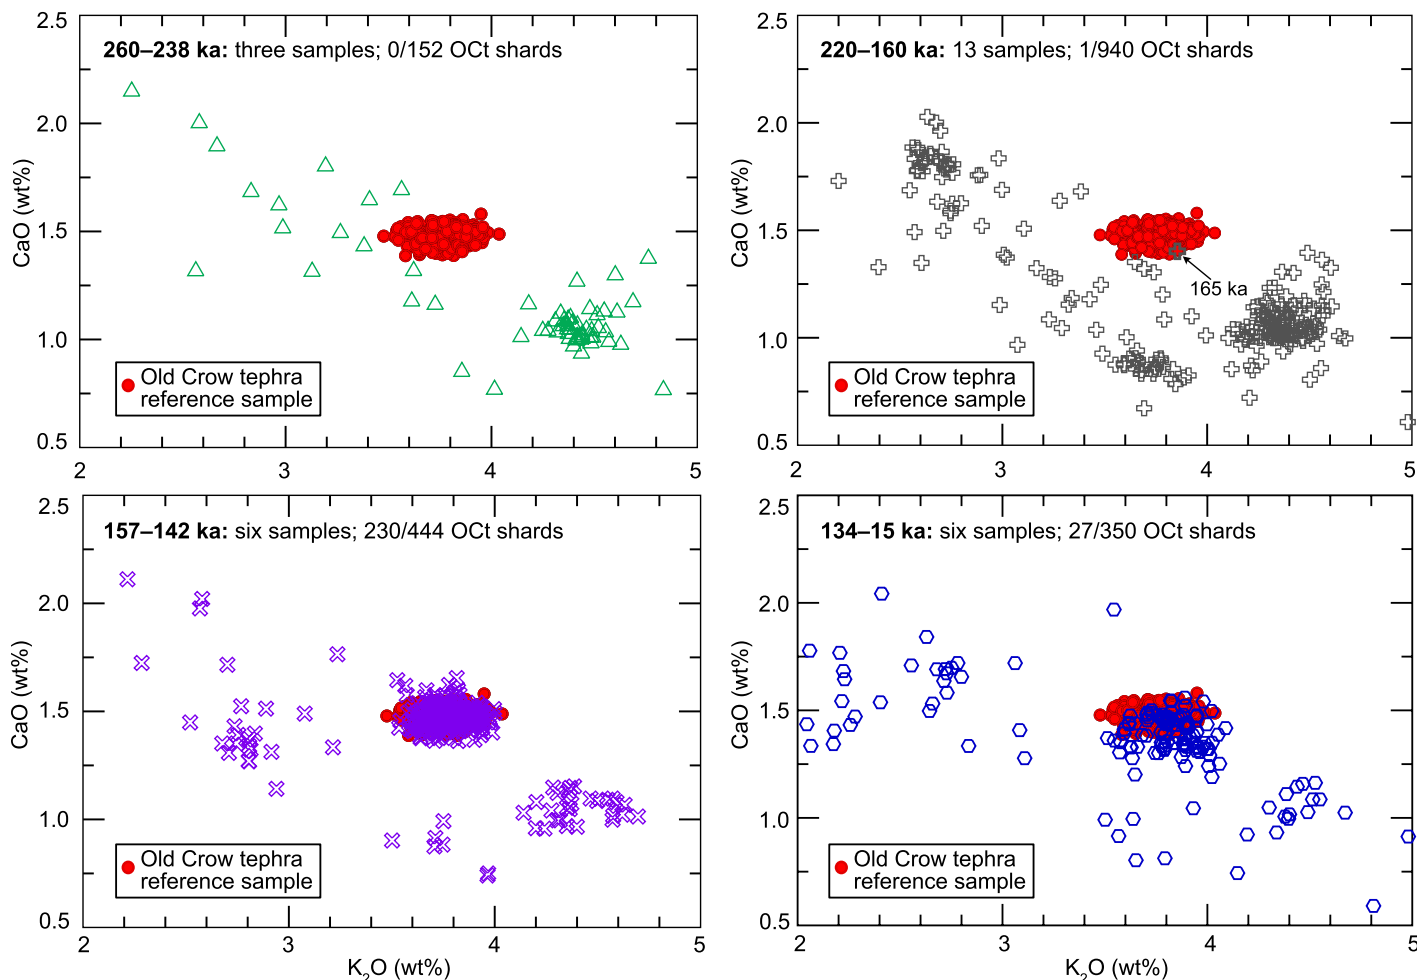 260–238 ka: three samples; 0/152 OCt shards
2.5
2.0
1.5
1.0
0.5
CaO (wt%)
Old Crow tephra
reference sample
2
3
4
5
220–160 ka: 13 samples; 1/940 OCt shards
2.5
2.0
1.5
1.0
0.5
CaO (wt%)
165 ka
Old Crow tephra
reference sample
2
3
4
5
157–142 ka: six samples; 230/444 OCt shards
2.5
2.0
1.5
1.0
0.5
CaO (wt%)
Old Crow tephra
reference sample
2
3
4
5
K₂O (wt%)
134–15 ka: six samples; 27/350 OCt shards
2.5
2.0
1.5
1.0
0.5
CaO (wt%)
Old Crow tephra
reference sample
2
3
4
5
K₂O (wt%)